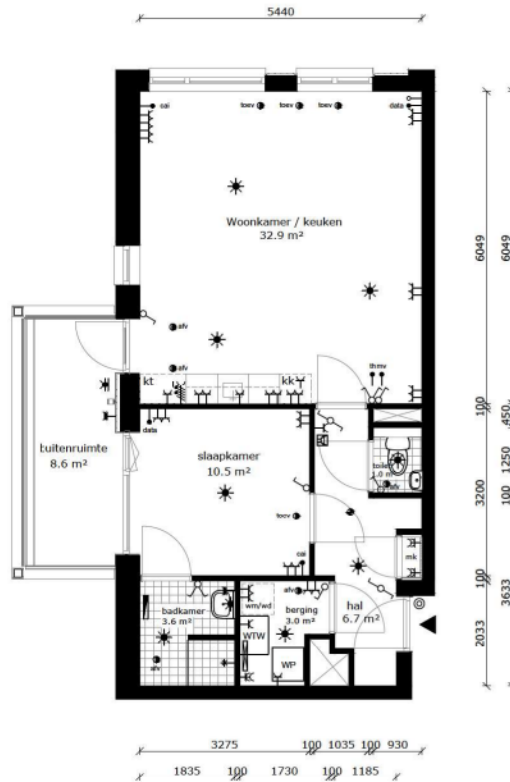 5440
cai
toev
toev
toev
data
Woonkamer / keuken
32.9 m²
6049
6049
afv
afv
thmv
kt
kk
100
450
data
slaapkamer
10.5 m²
buitenruimte
8.6 m²
toilet
1.0 m²
afv
1250
3200
100
toev
cai
mk
100
3633
afv
wm/wd
badkamer
3.6 m²
berging
3.0 m²
hal
6.7 m²
WTW
WP
afv
2033
3275
100
1035
100
930
1835
100
1730
100
1185